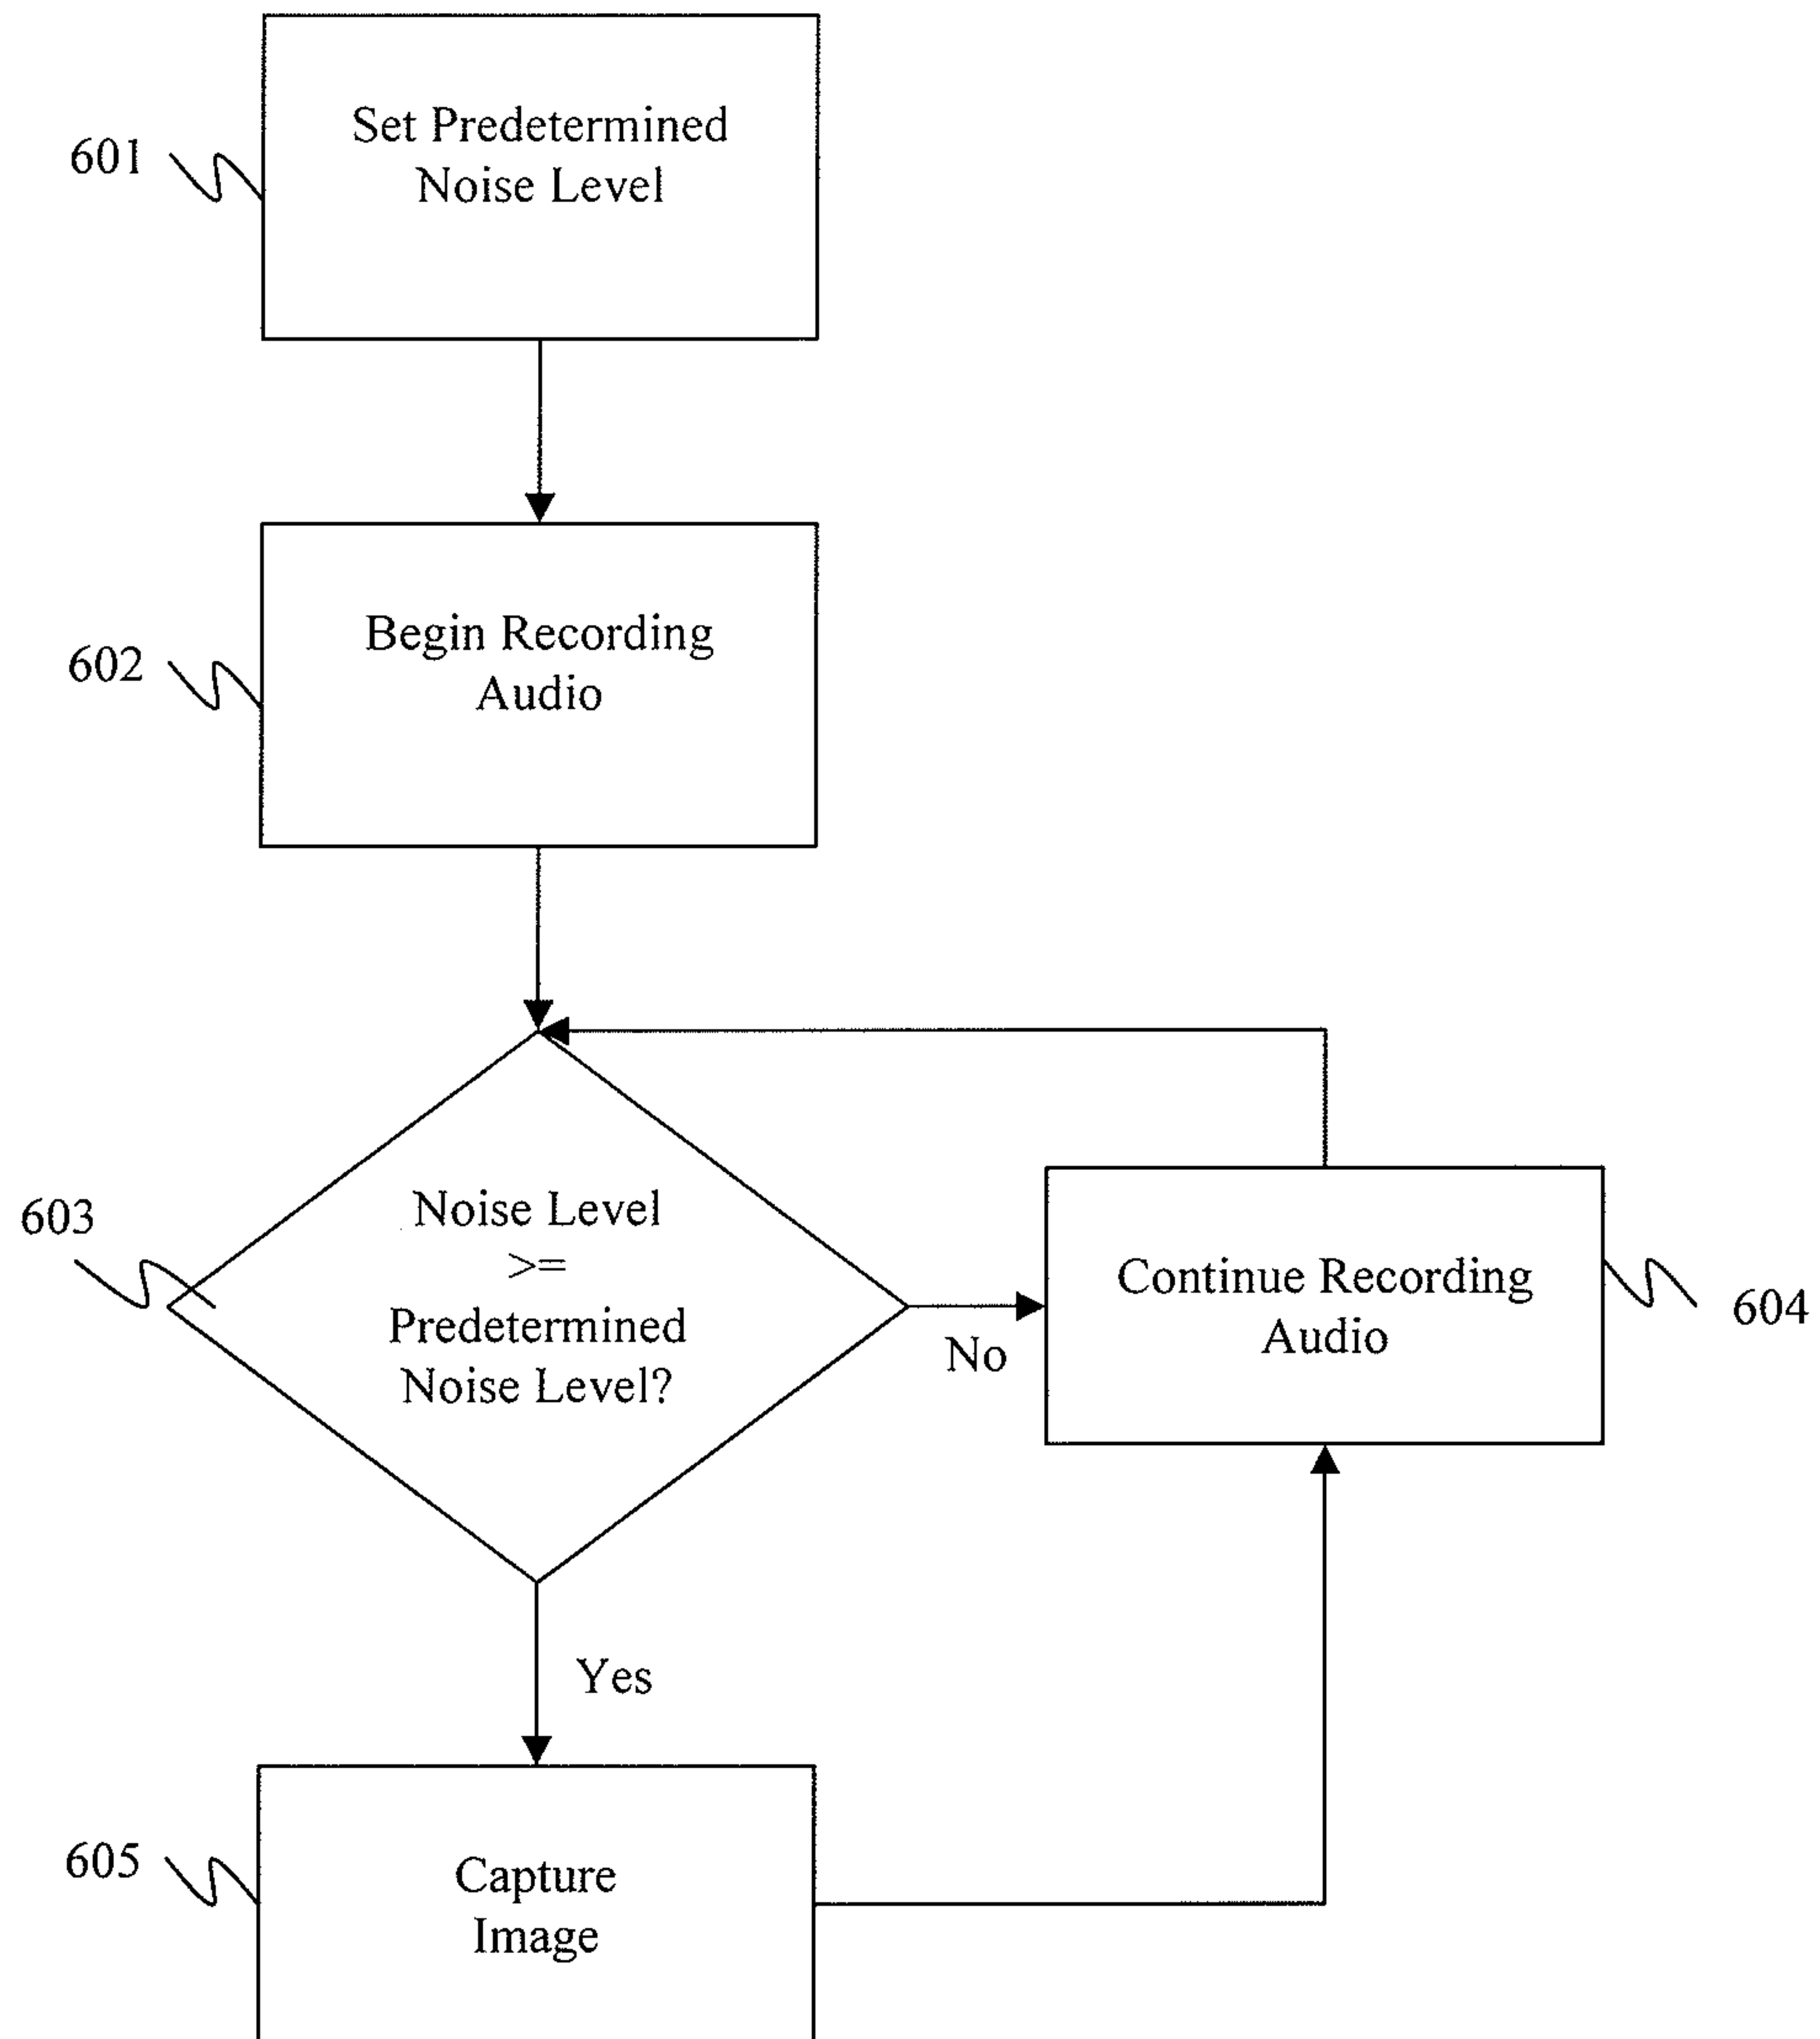 601
Set Predetermined
Noise Level
602
Begin Recording
Audio
603
Noise Level
>=
Predetermined
Noise Level?
No
Continue Recording
Audio
604
Yes
605
Capture
Image